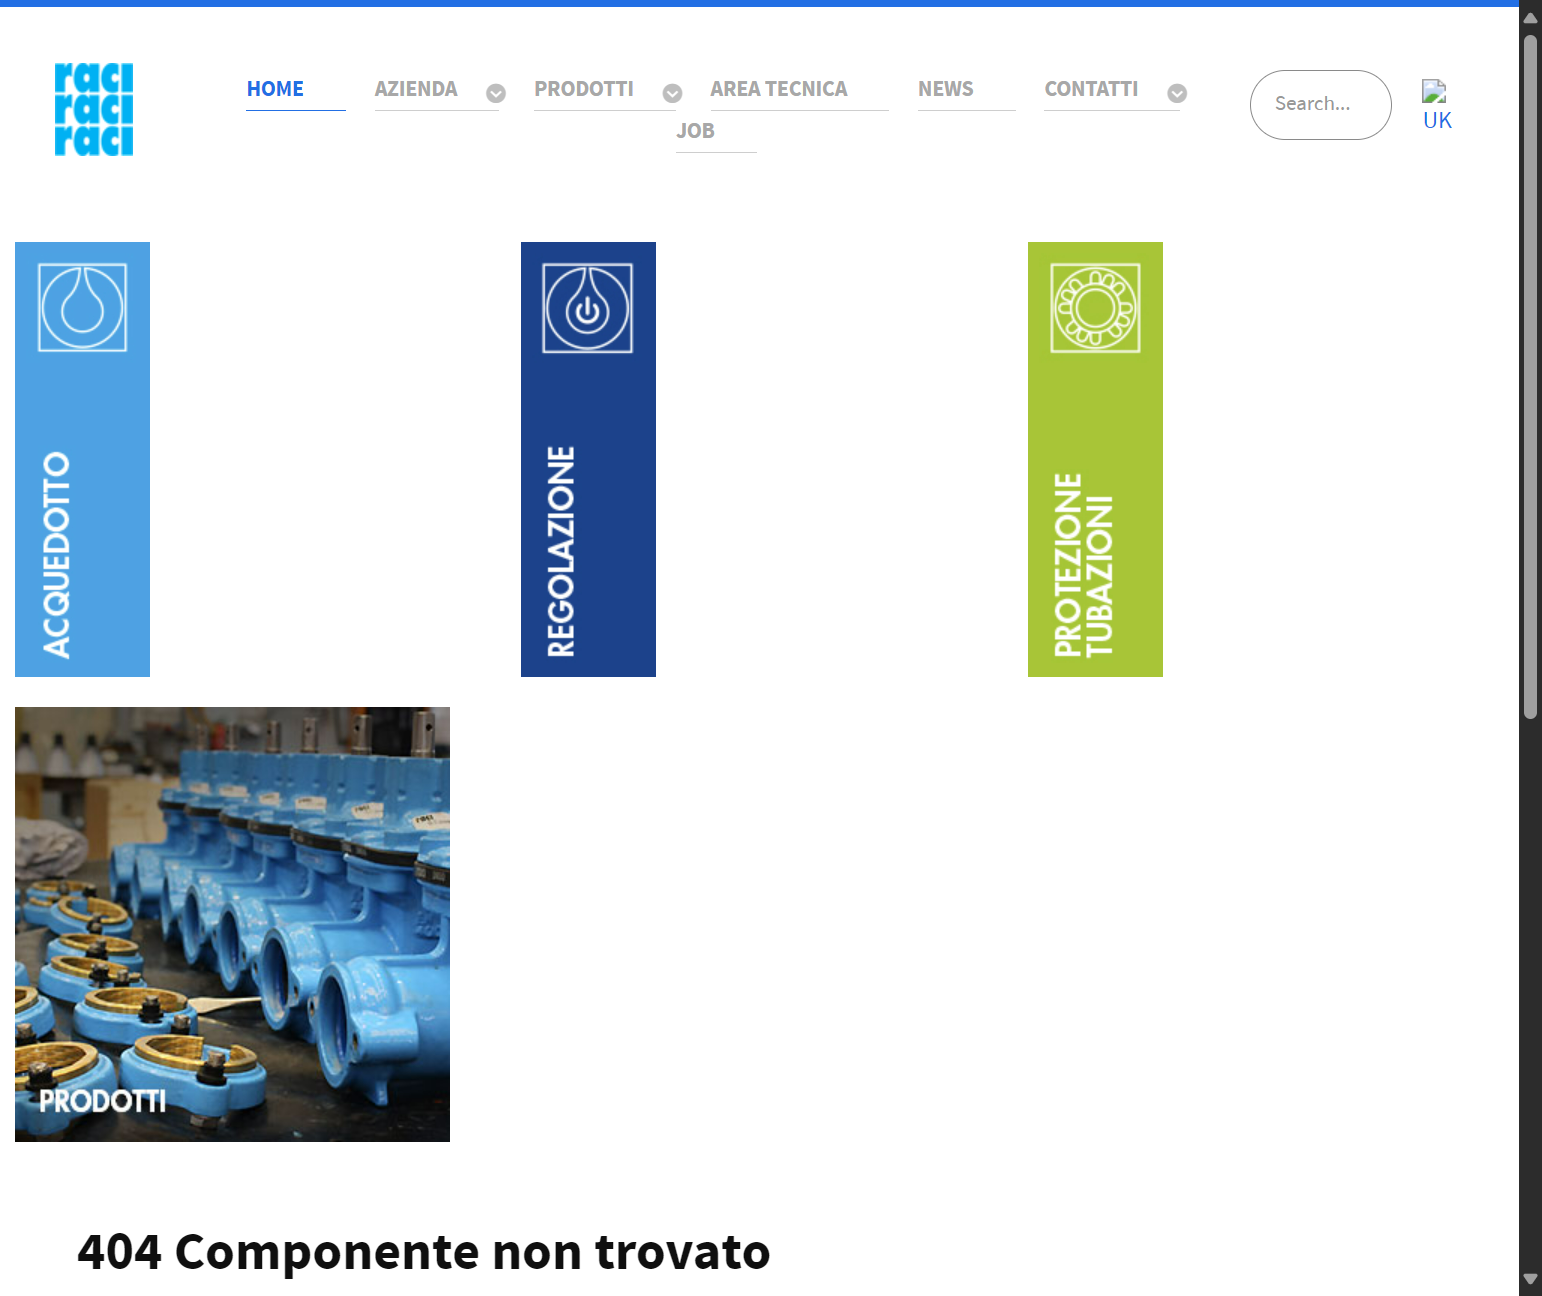 raci
raci
raci
HOME
AZIENDA
PRODOTTI
AREA TECNICA
NEWS
CONTATTI
JOB
Search...
UK
ACQUEDOTTO
REGOLAZIONE
PROTEZIONE
TUBAZIONI
PRODOTTI
404 Componente non trovato